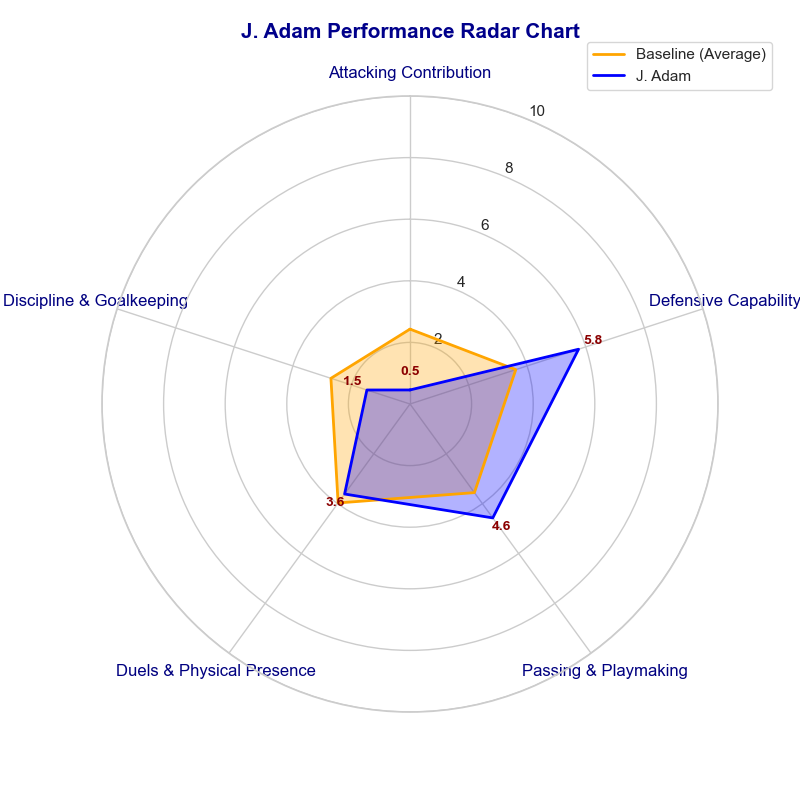 J. Adam Performance Radar Chart
Baseline (Average)
J. Adam
Attacking Contribution
10
8
6
4
2
Discipline & Goalkeeping
Defensive Capability
5.8
0.5
1.5
3.6
4.6
Duels & Physical Presence
Passing & Playmaking